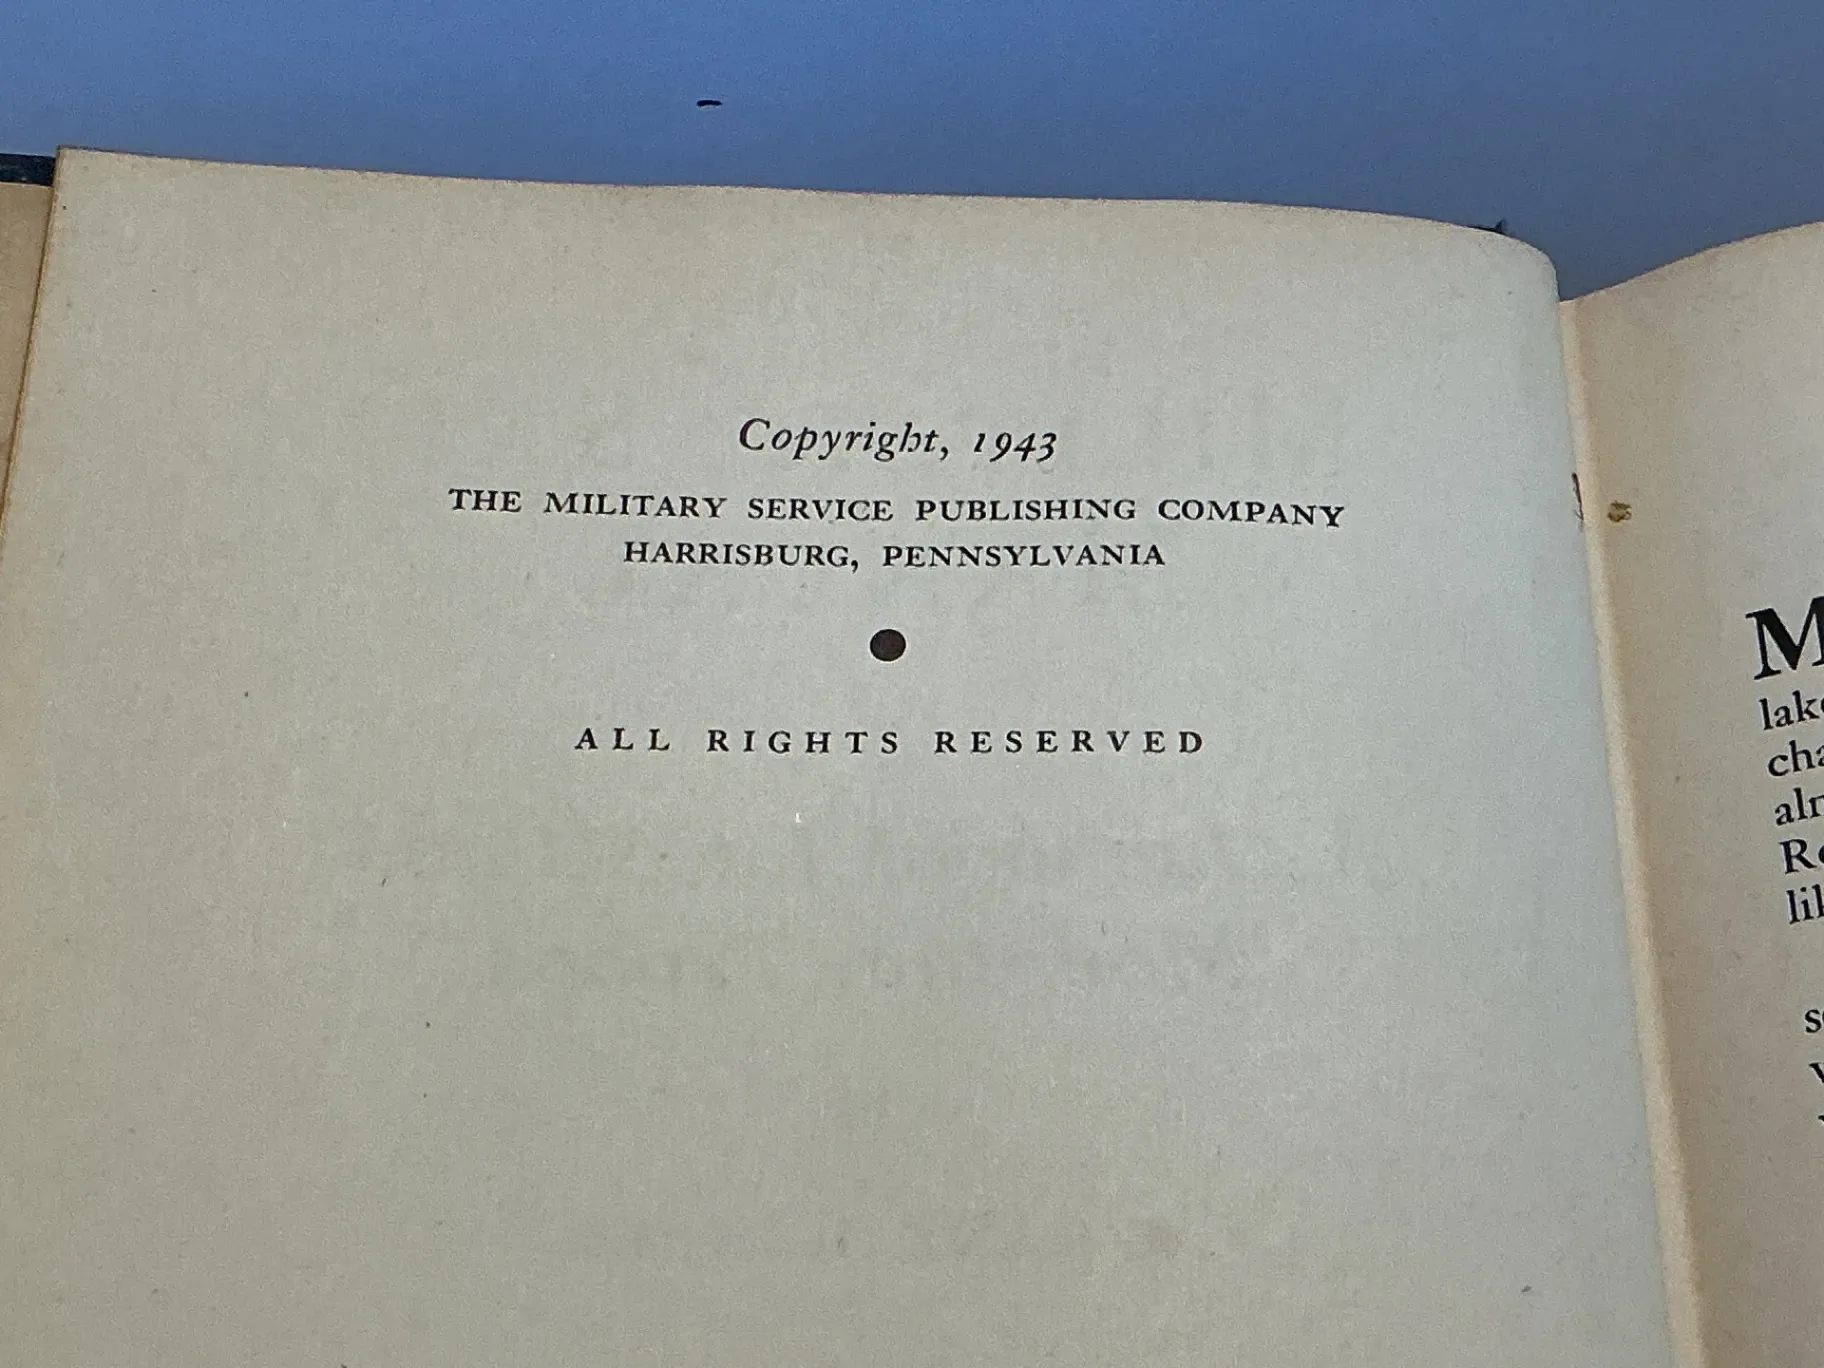 Copyright, 1943
THE MILITARY SERVICE PUBLISHING COMPANY
HARRISBURG, PENNSYLVANIA
ALL RIGHTS RESERVED